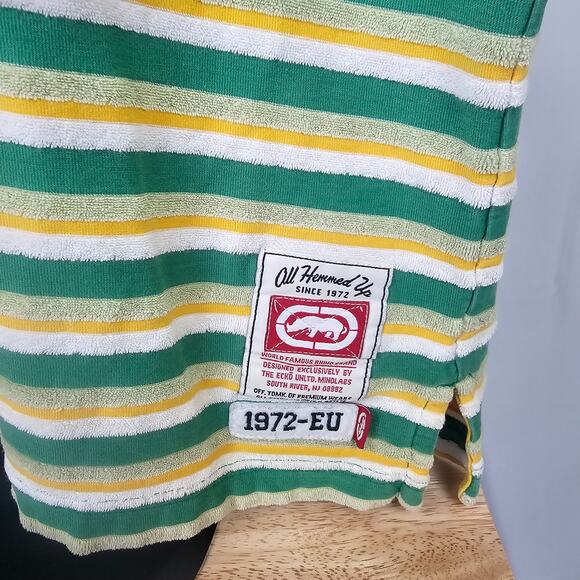 All Hemmed Up
SINCE 1972
WORLD FAMOUS RHINO BRAND
DESIGNED EXCLUSIVELY BY
THE ECKŌ UNLTD. MINDLABS
SOUTH RIVER, NJ 08882
OFF. TDMK. OF PREMIUM WEARS
1972-EU